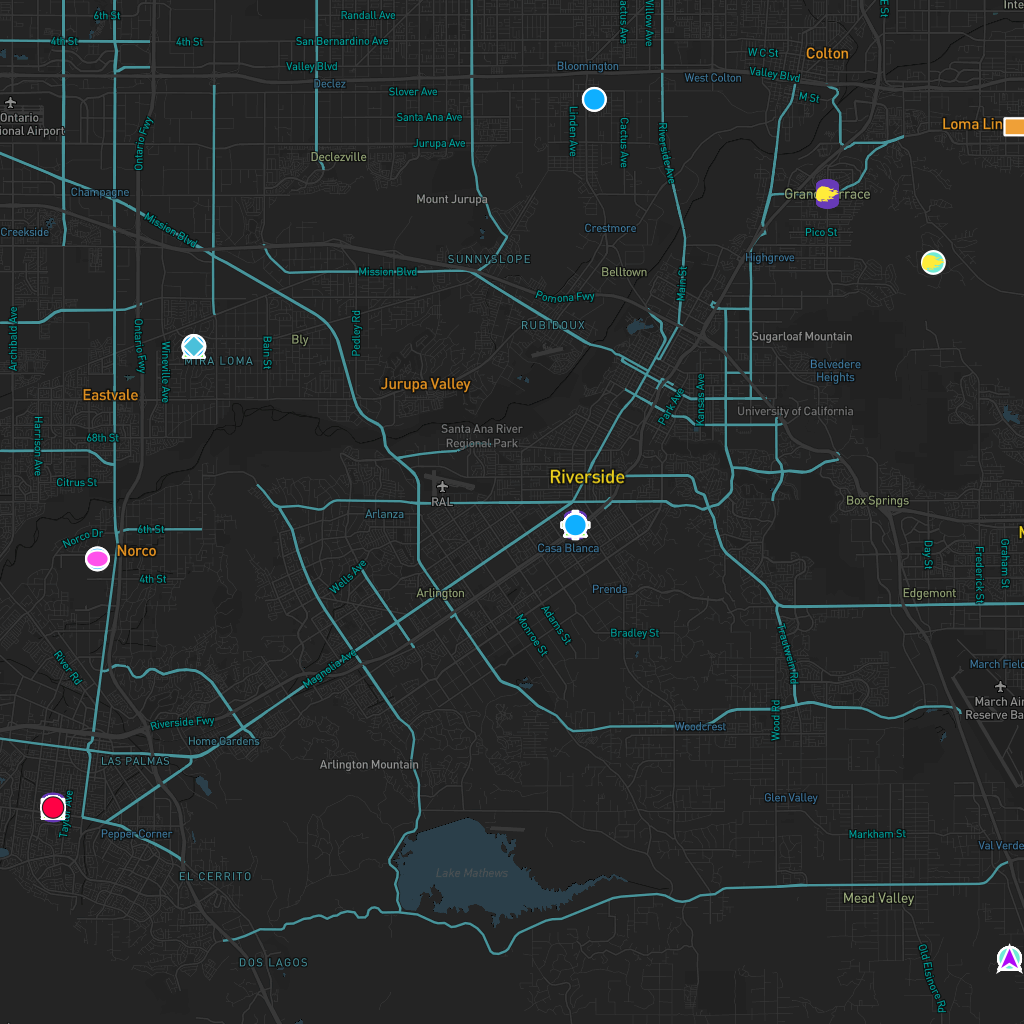 6th St
Randall Ave
Cactus Ave
Willow Ave
E St
Inte
4th St
4th St
San Bernardino Ave
W C St
Colton
Valley Blvd
Bloomington
West Colton
Valley Blvd
Declez
Slover Ave
M St
Ontario
ional Airport
Ontario Fwy
Santa Ana Ave
Linden Ave
Cactus Ave
Riverside Ave
Loma Lin
Jurupa Ave
Declezville
Champagne
Mount Jurupa
Grand Terrace
Creekside
Mission Blvd
Crestmore
Pico St
SUNNYSLOPE
Highgrove
Mission Blvd
Belltown
Main St
Pomona Fwy
Archibald Ave
Ontario Fwy
Wineville Ave
Bain St
Bly
Pedley Rd
RUBIDOUX
Sugarloaf Mountain
MIRA LOMA
Belvedere
Heights
Eastvale
Jurupa Valley
Park Ave
Kansas Ave
University of California
Harrison Ave
68th St
Santa Ana River
Regional Park
Citrus St
Riverside
RAL
Box Springs
Arlanza
Norco Dr
6th St
Norco
Casa Blanca
Day St
Frederick St
Graham St
M
4th St
Wells Ave
Arlington
Prenda
Edgemont
Monroe St
Adams St
Bradley St
Trautwein Rd
River Rd
Magnolia Ave
March Field
March Air
Reserve Ba
Riverside Fwy
Home Gardens
Woodcrest
Wood Rd
LAS PALMAS
Arlington Mountain
Taylor Ave
Glen Valley
Pepper Corner
Markham St
Val Verde
EL CERRITO
Lake Mathews
Mead Valley
DOS LAGOS
Old Elsinore Rd